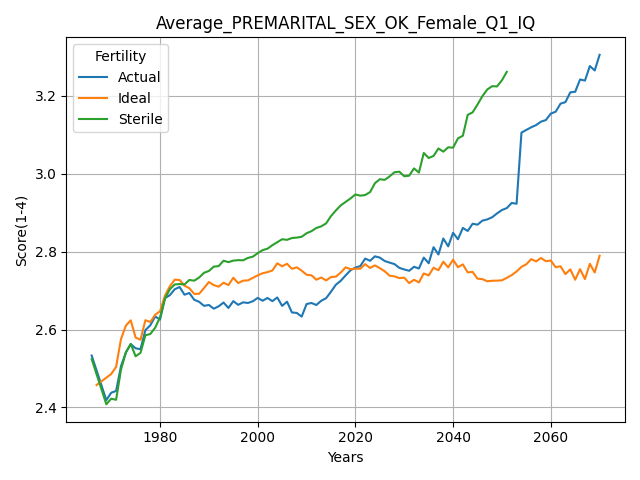 Average_PREMARITAL_SEX_OK_Female_Q1_IQ
Fertility
Actual
Ideal
Sterile
Score(1-4)
3.2
3.0
2.8
2.6
2.4
1980 2000 2020 2040 2060
Years